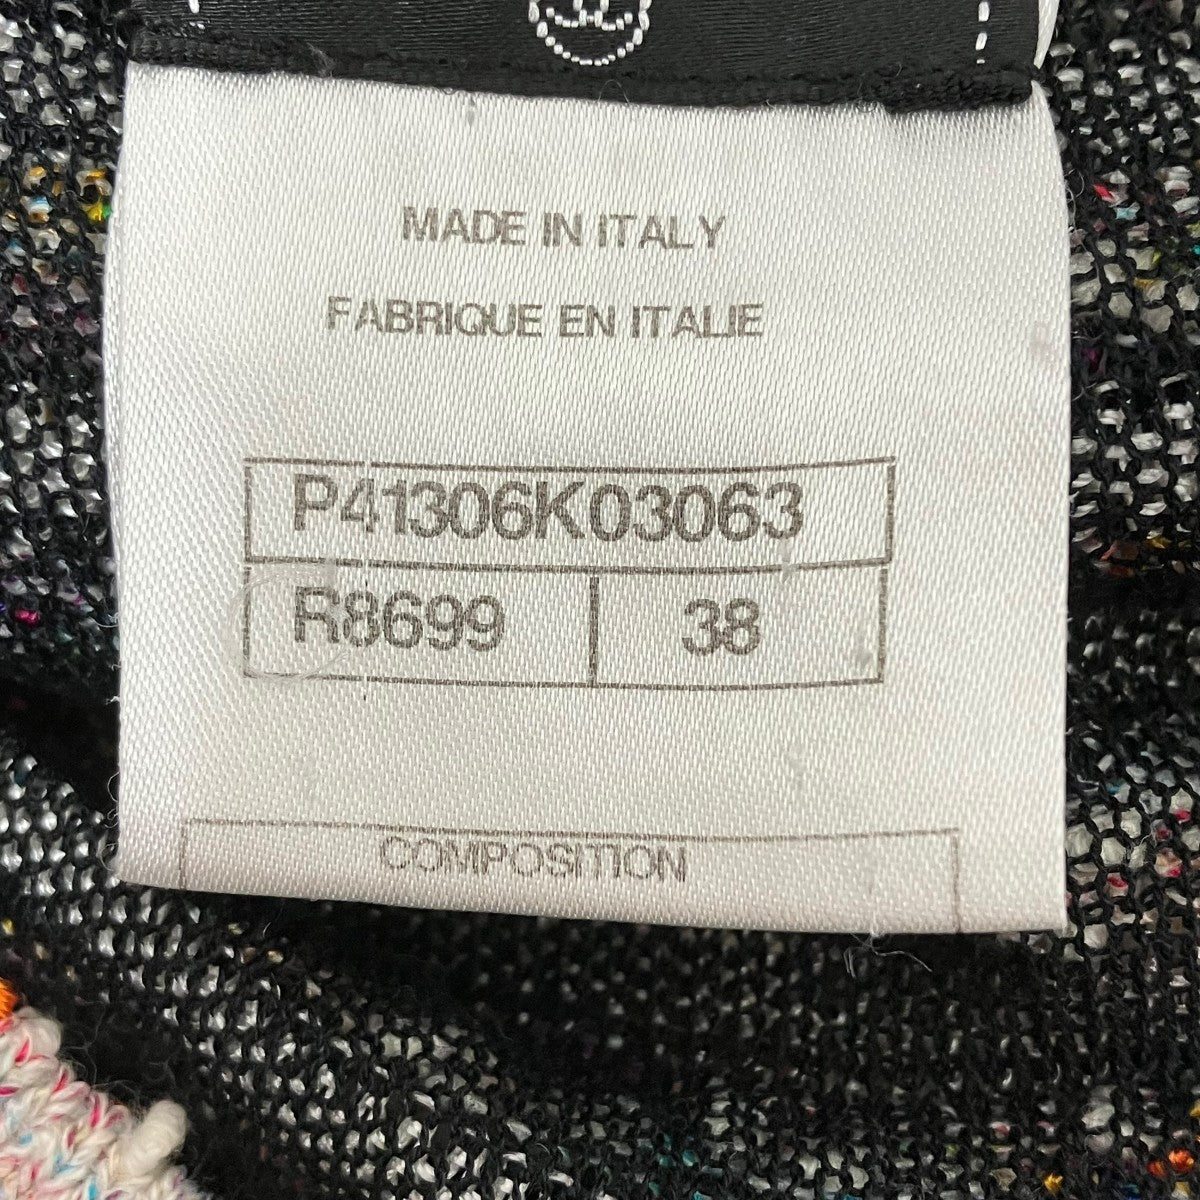 MADE IN ITALY
FABRIQUE EN ITALIE
P41306K03063
R8699 38
COMPOSITION